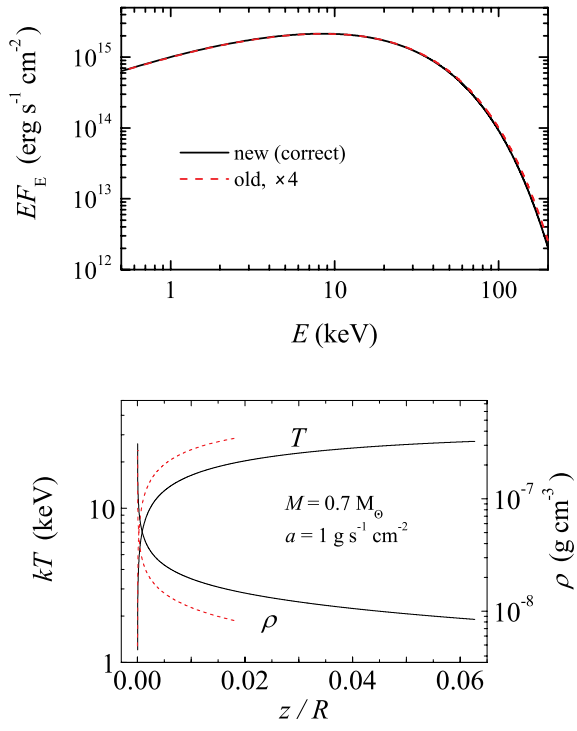 EF_E (erg s^-1 cm^-2)
10^15
10^14
10^13
10^12
new (correct)
old, ×4
1 10 100
E (keV)
kT (keV)
10
1
T
M = 0.7 M_⊙
a = 1 g s^-1 cm^-2
ρ
10^-7
10^-8
ρ (g cm^-3)
0.00 0.02 0.04 0.06
z / R